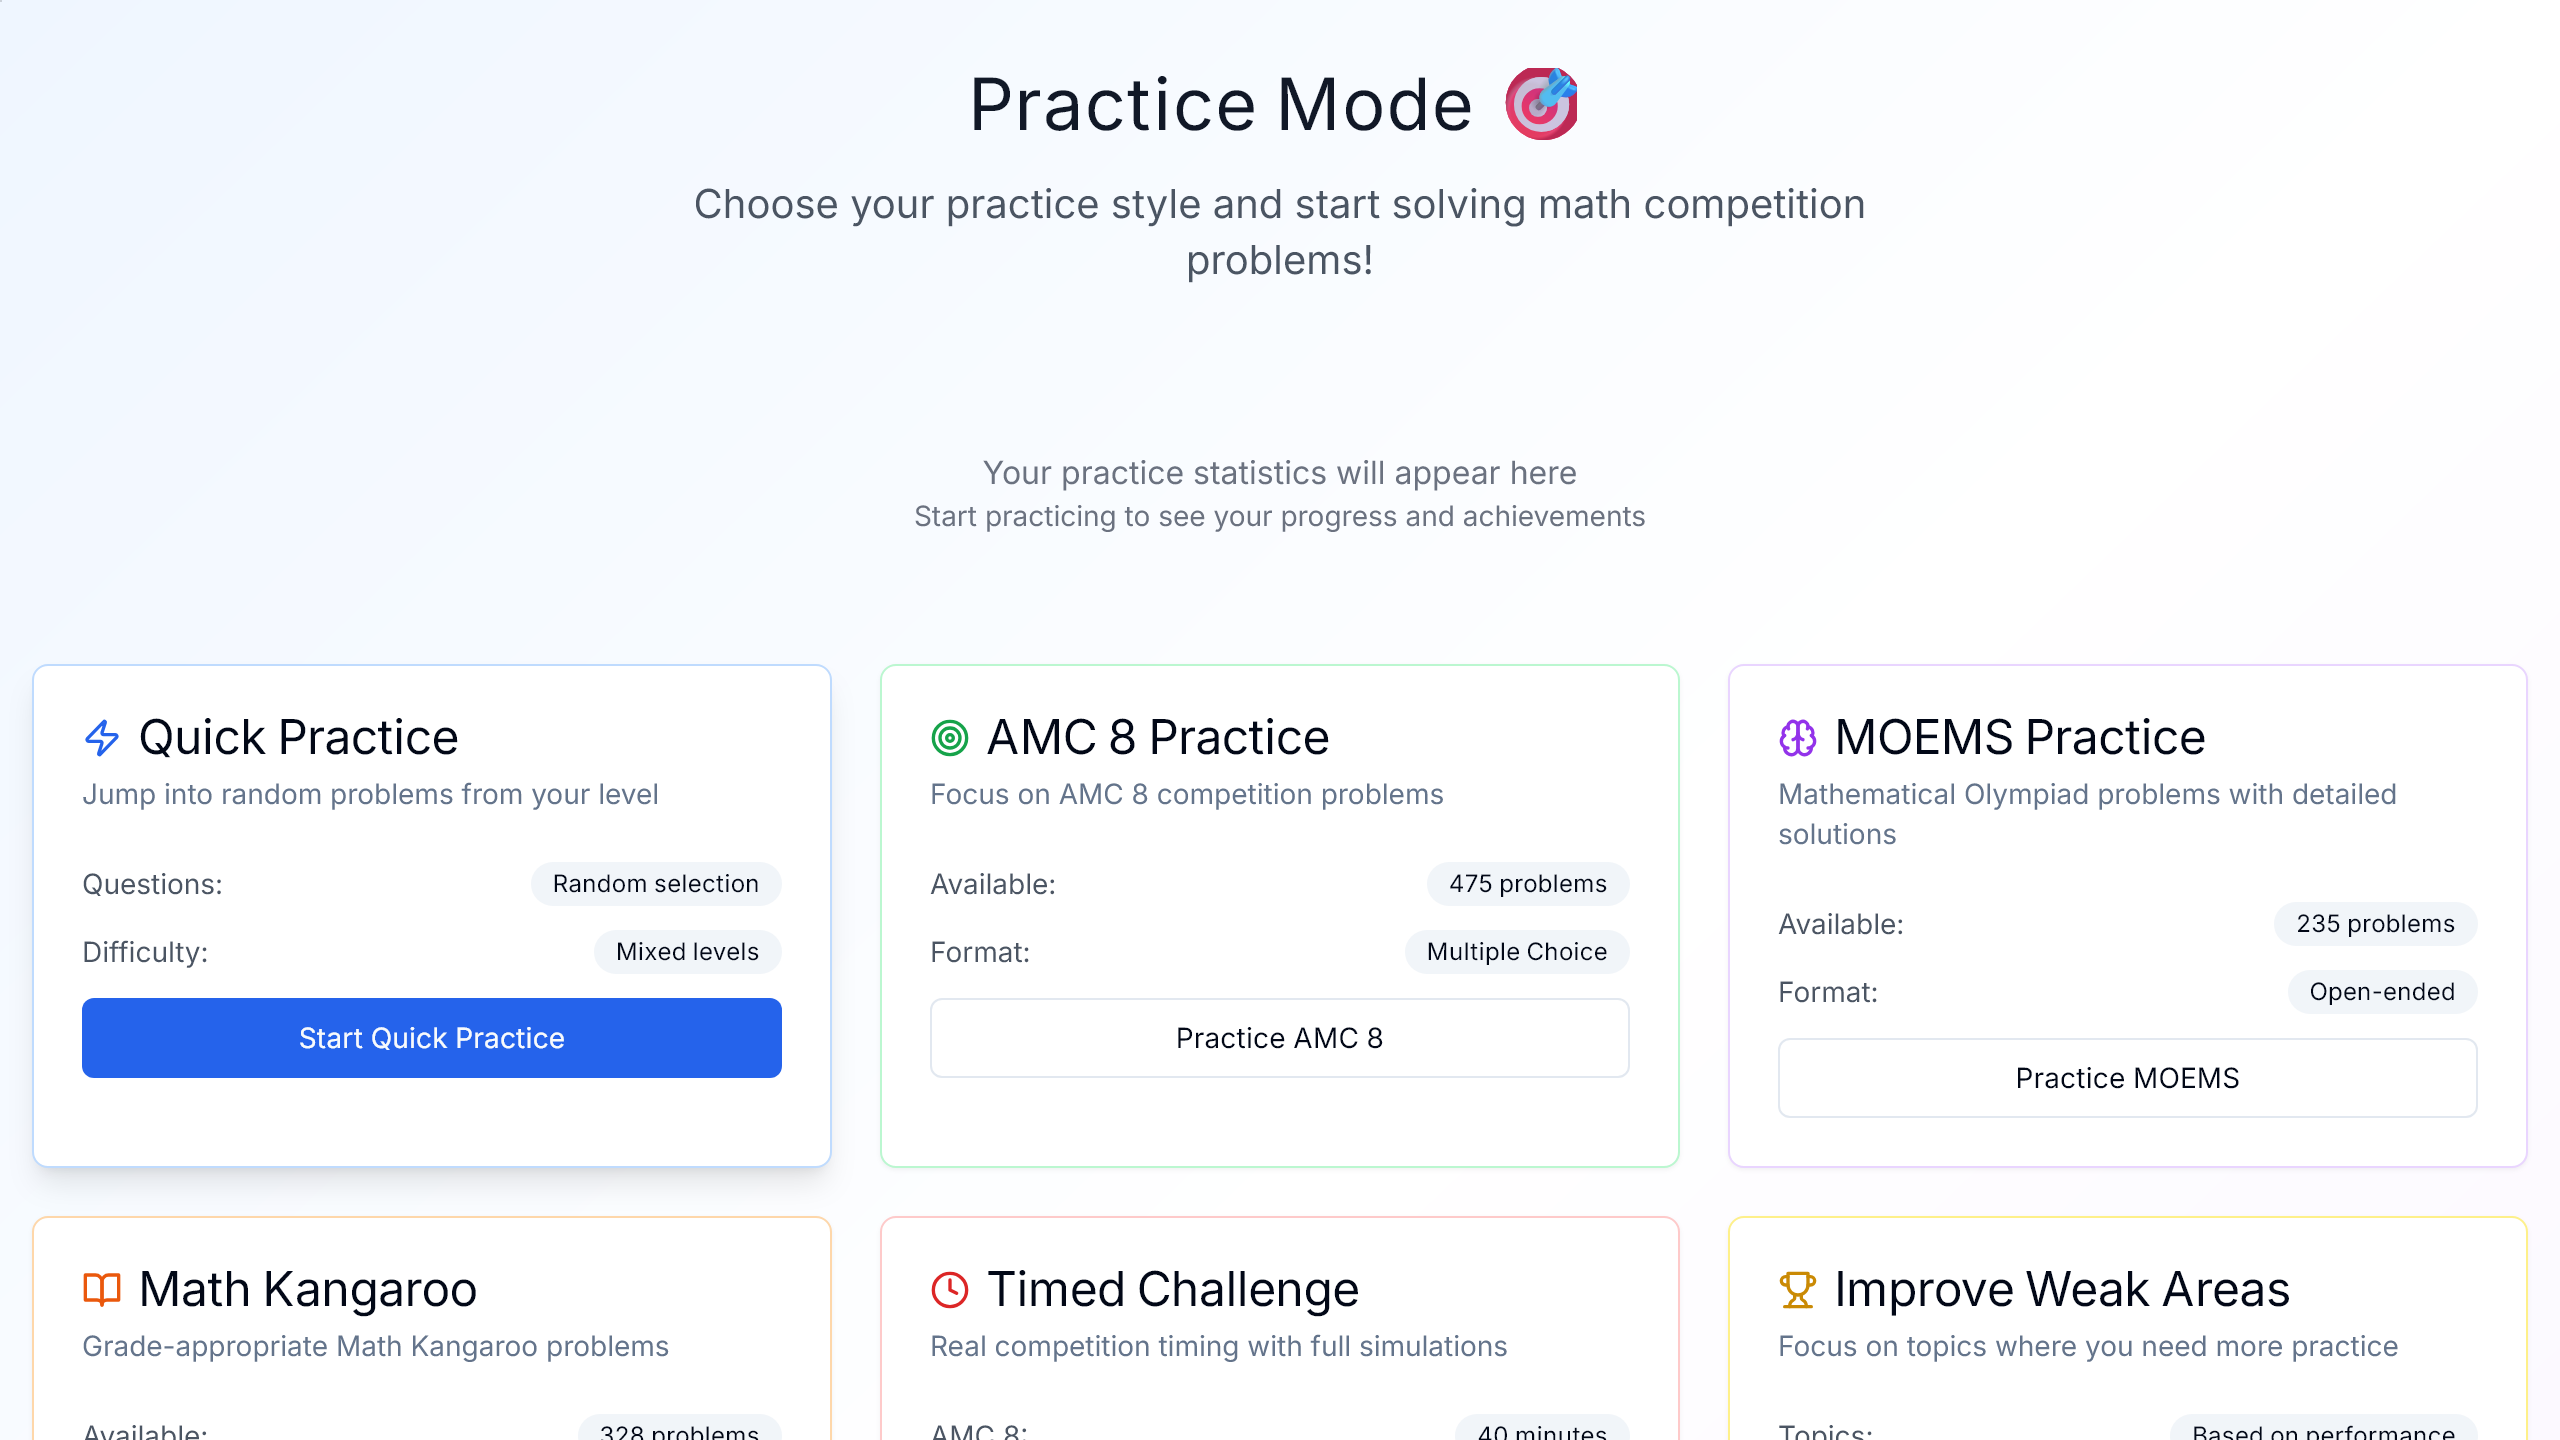 Practice Mode
Choose your practice style and start solving math competition
problems!
Your practice statistics will appear here
Start practicing to see your progress and achievements
Quick Practice
Jump into random problems from your level
Questions: Random selection
Difficulty: Mixed levels
Start Quick Practice
AMC 8 Practice
Focus on AMC 8 competition problems
Available: 475 problems
Format: Multiple Choice
Practice AMC 8
MOEMS Practice
Mathematical Olympiad problems with detailed
solutions
Available: 235 problems
Format: Open-ended
Practice MOEMS
Math Kangaroo
Grade-appropriate Math Kangaroo problems
Available: 328 problems
Timed Challenge
Real competition timing with full simulations
AMC 8: 40 minutes
Improve Weak Areas
Focus on topics where you need more practice
Topics: Based on performance